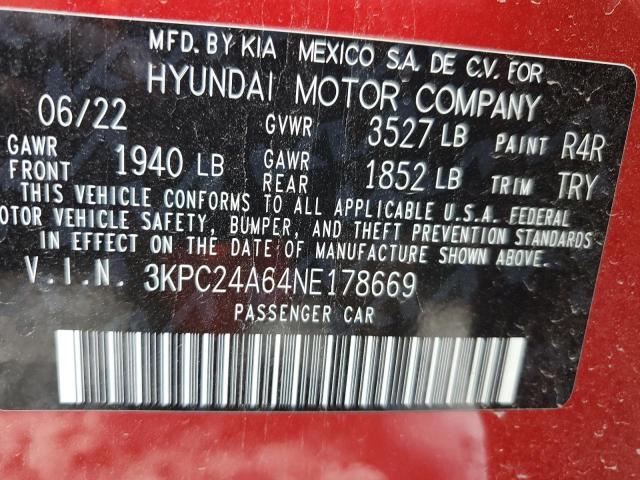 MFD. BY KIA MEXICO S.A. DE C.V. FOR
HYUNDAI MOTOR COMPANY
06/22 GVWR 3527 LB PAINT R4R
GAWR FRONT 1940 LB GAWR REAR 1852 LB TRIM TRY
THIS VEHICLE CONFORMS TO ALL APPLICABLE U.S.A. FEDERAL
MOTOR VEHICLE SAFETY, BUMPER, AND THEFT PREVENTION STANDARDS
IN EFFECT ON THE DATE OF MANUFACTURE SHOWN ABOVE.
V.I.N. 3KPC24A64NE178669
PASSENGER CAR